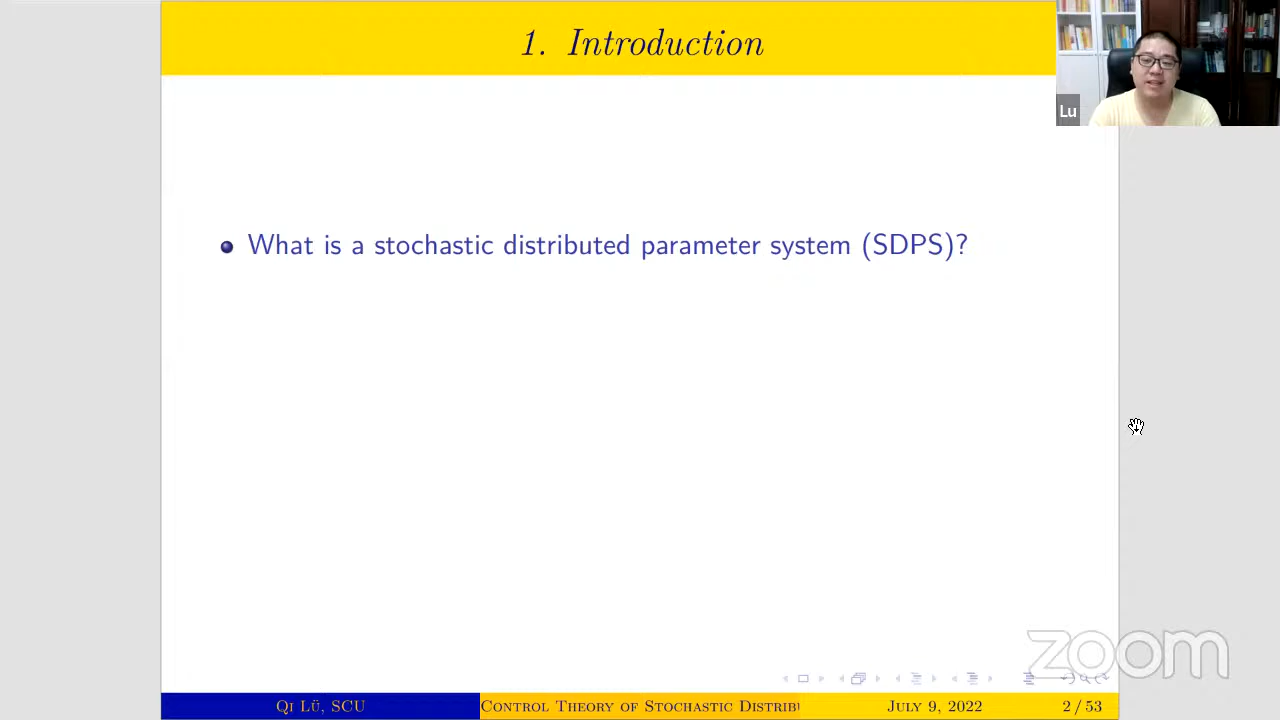 1. Introduction
Lu
What is a stochastic distributed parameter system (SDPS)?
zoom
Qi Lü, SCU
Control Theory of Stochastic Distribu
July 9, 2022
2 / 53